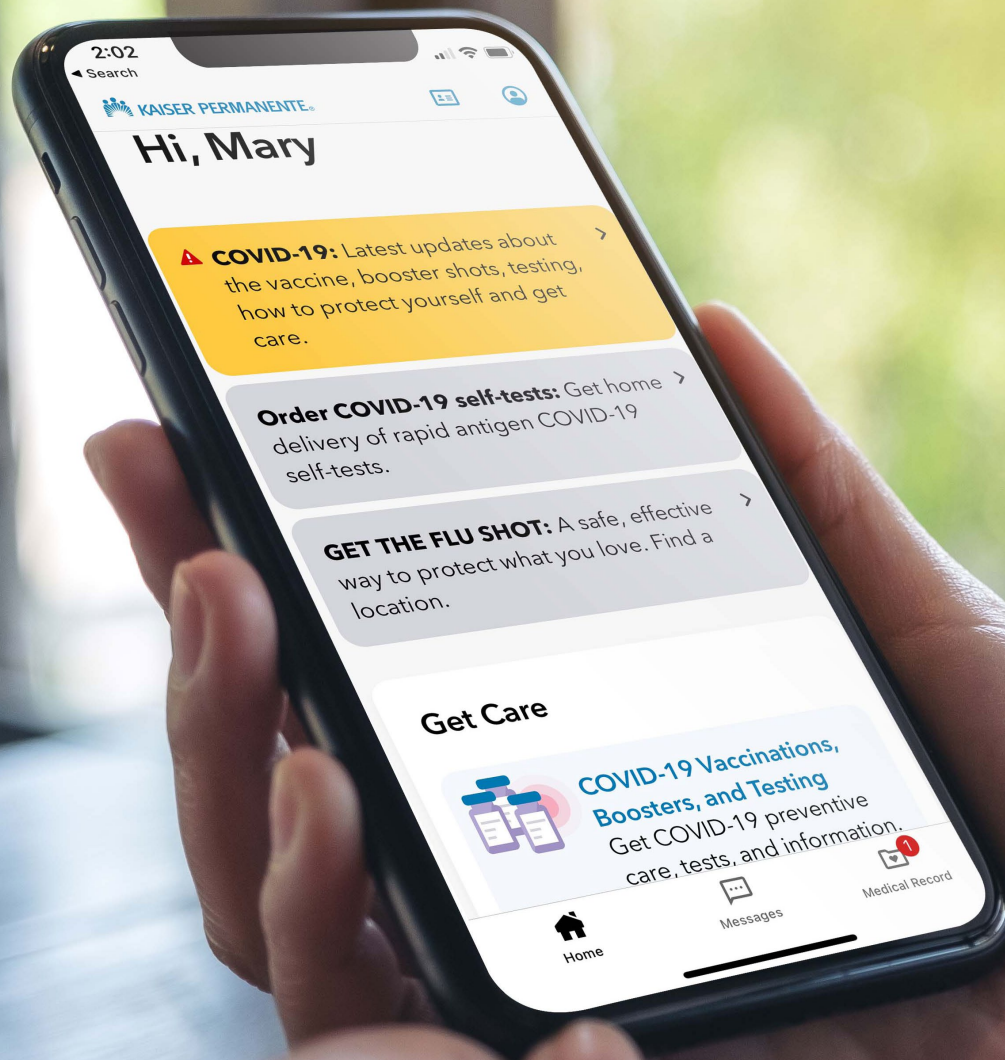 2:02
◀ Search
KAISER PERMANENTE®
Hi, Mary
COVID-19: Latest updates about
the vaccine, booster shots, testing,
how to protect yourself and get
care.
Order COVID-19 self-tests: Get home
delivery of rapid antigen COVID-19
self-tests.
GET THE FLU SHOT: A safe, effective
way to protect what you love. Find a
location.
Get Care
COVID-19 Vaccinations,
Boosters, and Testing
Get COVID-19 preventive
care, tests, and information.
Home
Messages
1
Medical Record